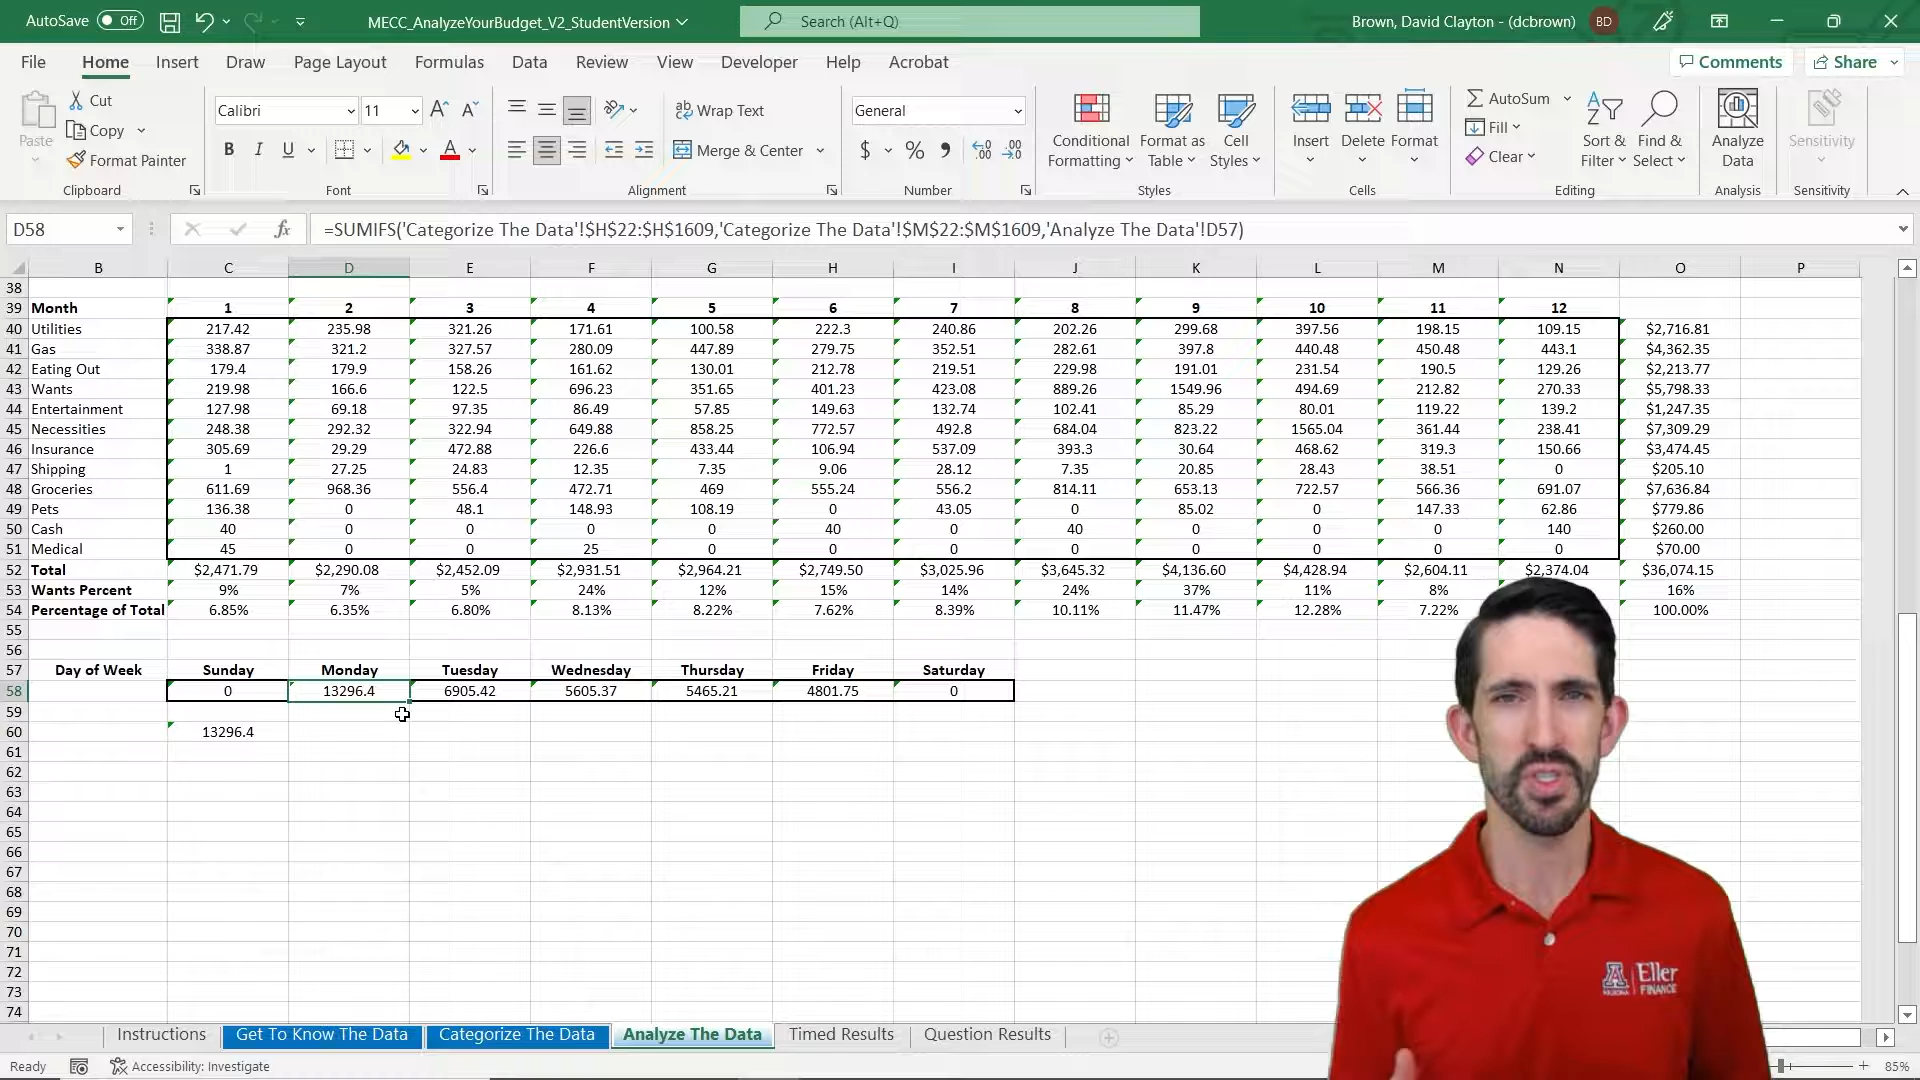 AutoSave Off MECC_AnalyzeYourBudget_V2_StudentVersion Search (Alt+Q) Brown, David Clayton - (dcbrown) BD
File Home Insert Draw Page Layout Formulas Data Review View Developer Help Acrobat Comments Share
Paste Cut Copy Format Painter Clipboard
Calibri 11 B I U A Font
ab Wrap Text Merge & Center Alignment
General $ % Number
Conditional Formatting Format as Table Cell Styles Styles
Insert Delete Format Cells
AutoSum Fill Clear Sort & Filter Find & Select Editing
Analyze Data Analysis
Sensitivity Sensitivity
D58 fx =SUMIFS('Categorize The Data'!$H$22:$H$1609,'Categorize The Data'!$M$22:$M$1609,'Analyze The Data'!D57)
B C D E F G H I J K L M N O P
38
39 Month 1 2 3 4 5 6 7 8 9 10 11 12
40 Utilities 217.42 235.98 321.26 171.61 100.58 222.3 240.86 202.26 299.68 397.56 198.15 109.15 $2,716.81
41 Gas 338.87 321.2 327.57 280.09 447.89 279.75 352.51 282.61 397.8 440.48 450.48 443.1 $4,362.35
42 Eating Out 179.4 179.9 158.26 161.62 130.01 212.78 219.51 229.98 191.01 231.54 190.5 129.26 $2,213.77
43 Wants 219.98 166.6 122.5 696.23 351.65 401.23 423.08 889.26 1549.96 494.69 212.82 270.33 $5,798.33
44 Entertainment 127.98 69.18 97.35 86.49 57.85 149.63 132.74 102.41 85.29 80.01 119.22 139.2 $1,247.35
45 Necessities 248.38 292.32 322.94 649.88 858.25 772.57 492.8 684.04 823.22 1565.04 361.44 238.41 $7,309.29
46 Insurance 305.69 29.29 472.88 226.6 433.44 106.94 537.09 393.3 30.64 468.62 319.3 150.66 $3,474.45
47 Shipping 1 27.25 24.83 12.35 7.35 9.06 28.12 7.35 20.85 28.43 38.51 0 $205.10
48 Groceries 611.69 968.36 556.4 472.71 469 555.24 556.2 814.11 653.13 722.57 566.36 691.07 $7,636.84
49 Pets 136.38 0 48.1 148.93 108.19 0 43.05 0 85.02 0 147.33 62.86 $779.86
50 Cash 40 0 0 0 0 40 0 40 0 0 0 140 $260.00
51 Medical 45 0 0 25 0 0 0 0 0 0 0 0 $70.00
52 Total $2,471.79 $2,290.08 $2,452.09 $2,931.51 $2,964.21 $2,749.50 $3,025.96 $3,645.32 $4,136.60 $4,428.94 $2,604.11 $2,374.04 $36,074.15
53 Wants Percent 9% 7% 5% 24% 12% 15% 14% 24% 37% 11% 8% 16%
54 Percentage of Total 6.85% 6.35% 6.80% 8.13% 8.22% 7.62% 8.39% 10.11% 11.47% 12.28% 7.22% 100.00%
55
56
57 Day of Week Sunday Monday Tuesday Wednesday Thursday Friday Saturday
58 0 13296.4 6905.42 5605.37 5465.21 4801.75 0
59
60 13296.4
61
62
63
64
65
66
67
68
69
70
71
72
73
74
A ARIZONA Eller FINANCE
Instructions Get To Know The Data Categorize The Data Analyze The Data Timed Results Question Results
Ready Accessibility: Investigate 85%